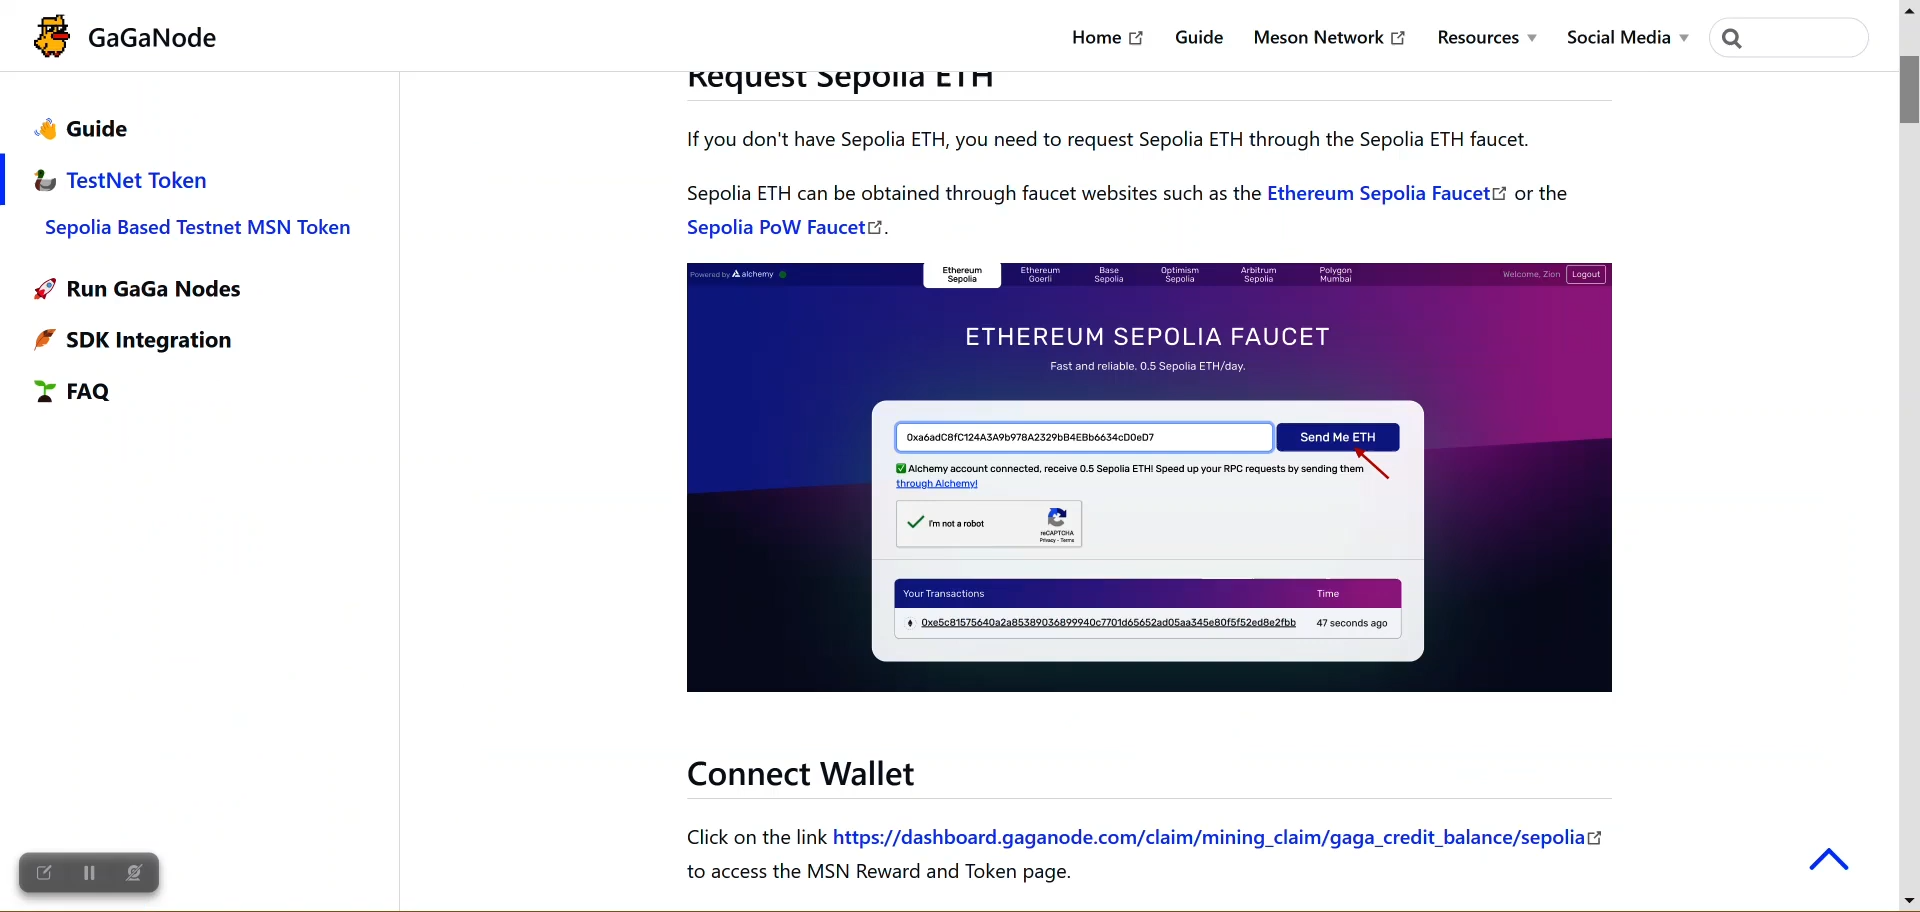 GaGaNode
Home
Guide
Meson Network
Resources
Social Media
Guide
TestNet Token
Sepolia Based Testnet MSN Token
Run GaGa Nodes
SDK Integration
FAQ
Request Sepolia ETH
If you don't have Sepolia ETH, you need to request Sepolia ETH through the Sepolia ETH faucet.
Sepolia ETH can be obtained through faucet websites such as the Ethereum Sepolia Faucet or the
Sepolia PoW Faucet.
Powered by alchemy
Ethereum
Sepolia
Ethereum
Goerli
Base
Sepolia
Optimism
Sepolia
Arbitrum
Sepolia
Polygon
Mumbai
Welcome, Zion
Logout
ETHEREUM SEPOLIA FAUCET
Fast and reliable. 0.5 Sepolia ETH/day.
0xa6adC8fC124A3A9b978A2329bB4EBb6634cD0eD7
Send Me ETH
Alchemy account connected, receive 0.5 Sepolia ETH! Speed up your RPC requests by sending them
through Alchemy!
I'm not a robot
reCAPTCHA
Privacy - Terms
Your Transactions
Time
0xe5c81575640a2a85389036899940c7701d65652ad05aa345e80f5f52ed8e2fbb
47 seconds ago
Connect Wallet
Click on the link https://dashboard.gaganode.com/claim/mining_claim/gaga_credit_balance/sepolia
to access the MSN Reward and Token page.